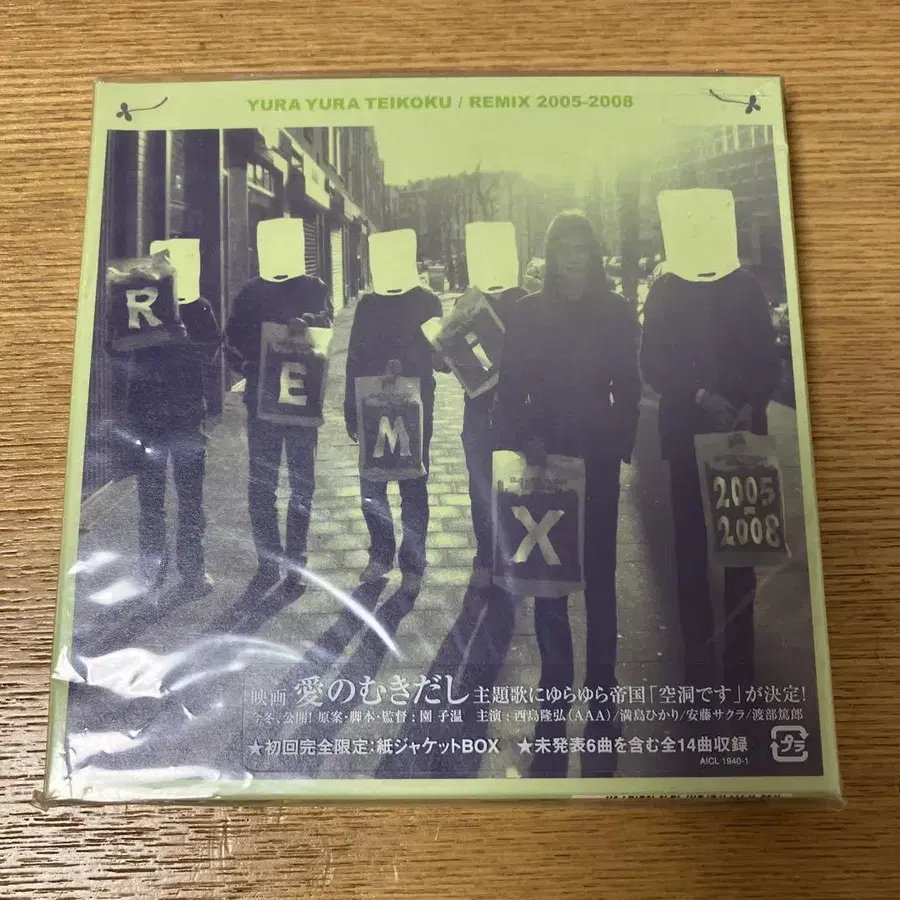 YURA YURA TEIKOKU / REMIX 2005-2008
R
E
M
i
X
2005-
2008
映画 愛のむきだし 主題歌にゆらゆら帝国「空洞です」が決定!
今冬、公開! 原案・脚本・監督:園 子温 主演:西島隆弘(AAA)/満島ひかり/安藤サクラ/渡部篤郎
★初回完全限定:紙ジャケットBOX ★未発表6曲を含む全14曲収録
プラ
AICL 1940-1